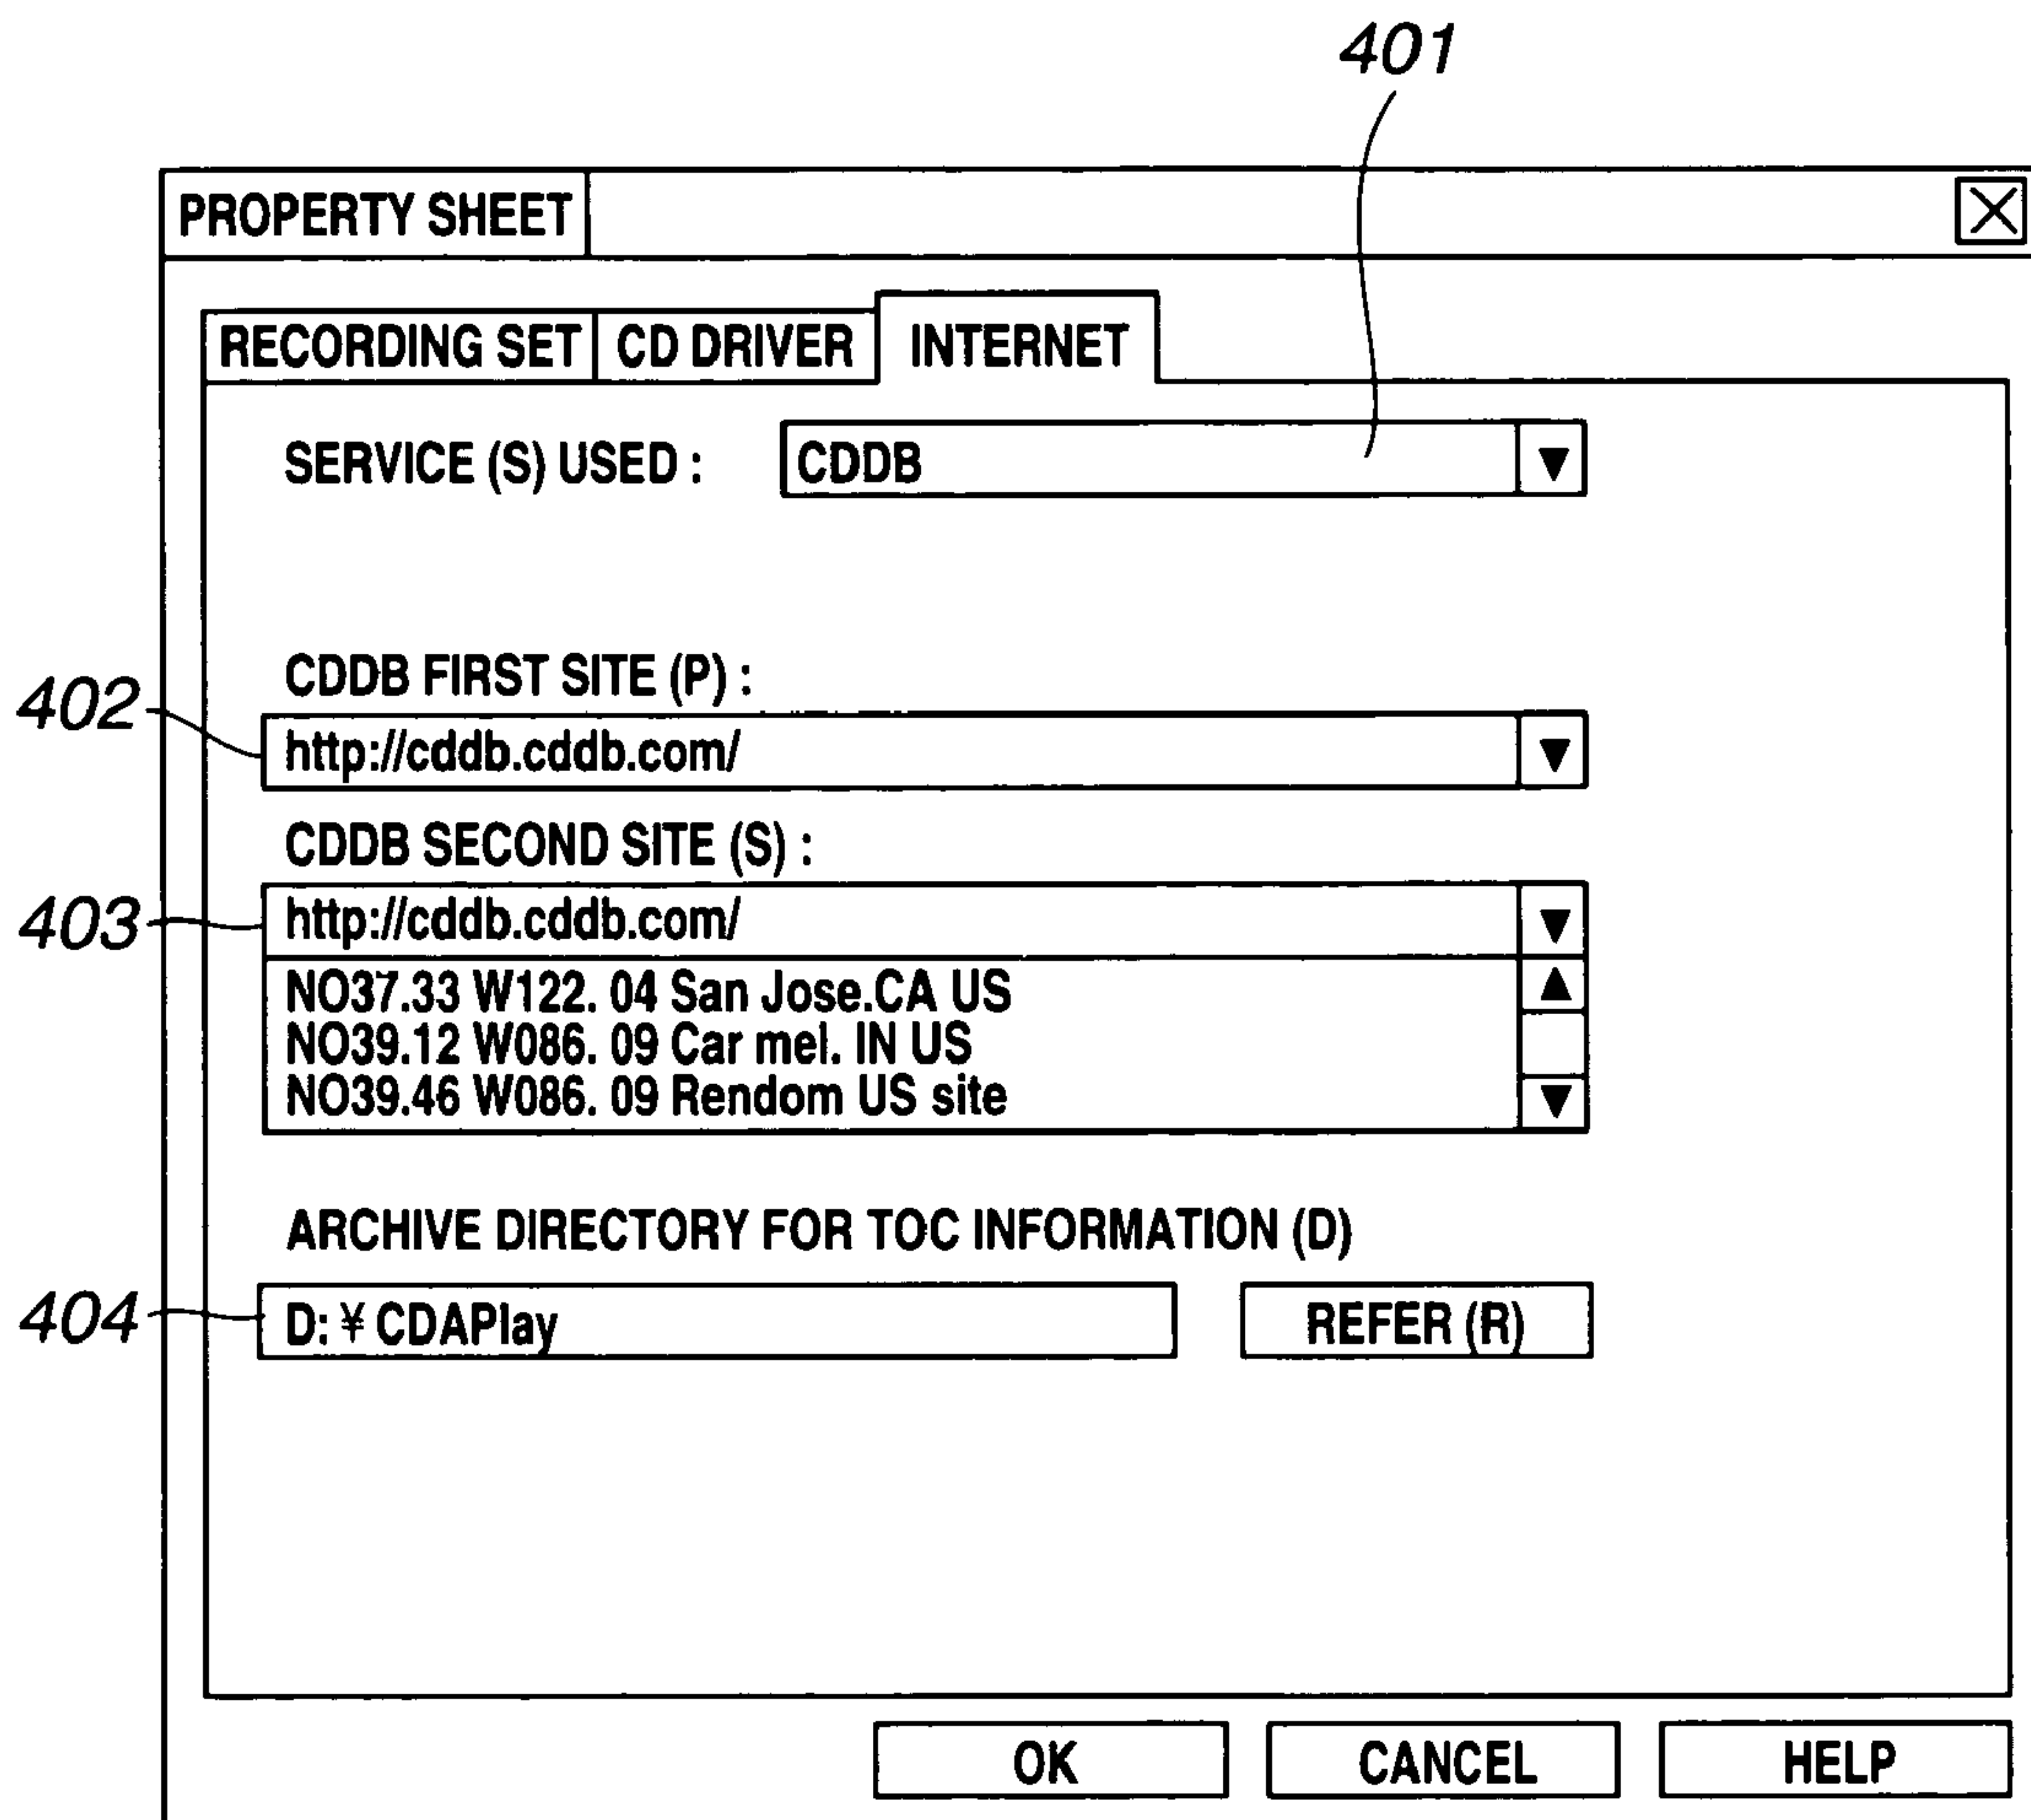 401
PROPERTY SHEET
RECORDING SET CD DRIVER INTERNET
SERVICE (S) USED : CDDB
CDDB FIRST SITE (P) :
402 http://cddb.cddb.com/
CDDB SECOND SITE (S) :
403 http://cddb.cddb.com/
NO37.33 W122. 04 San Jose.CA US
NO39.12 W086. 09 Car mel. IN US
NO39.46 W086. 09 Rendom US site
ARCHIVE DIRECTORY FOR TOC INFORMATION (D)
404 D: ¥ CDAPlay REFER (R)
OK CANCEL HELP